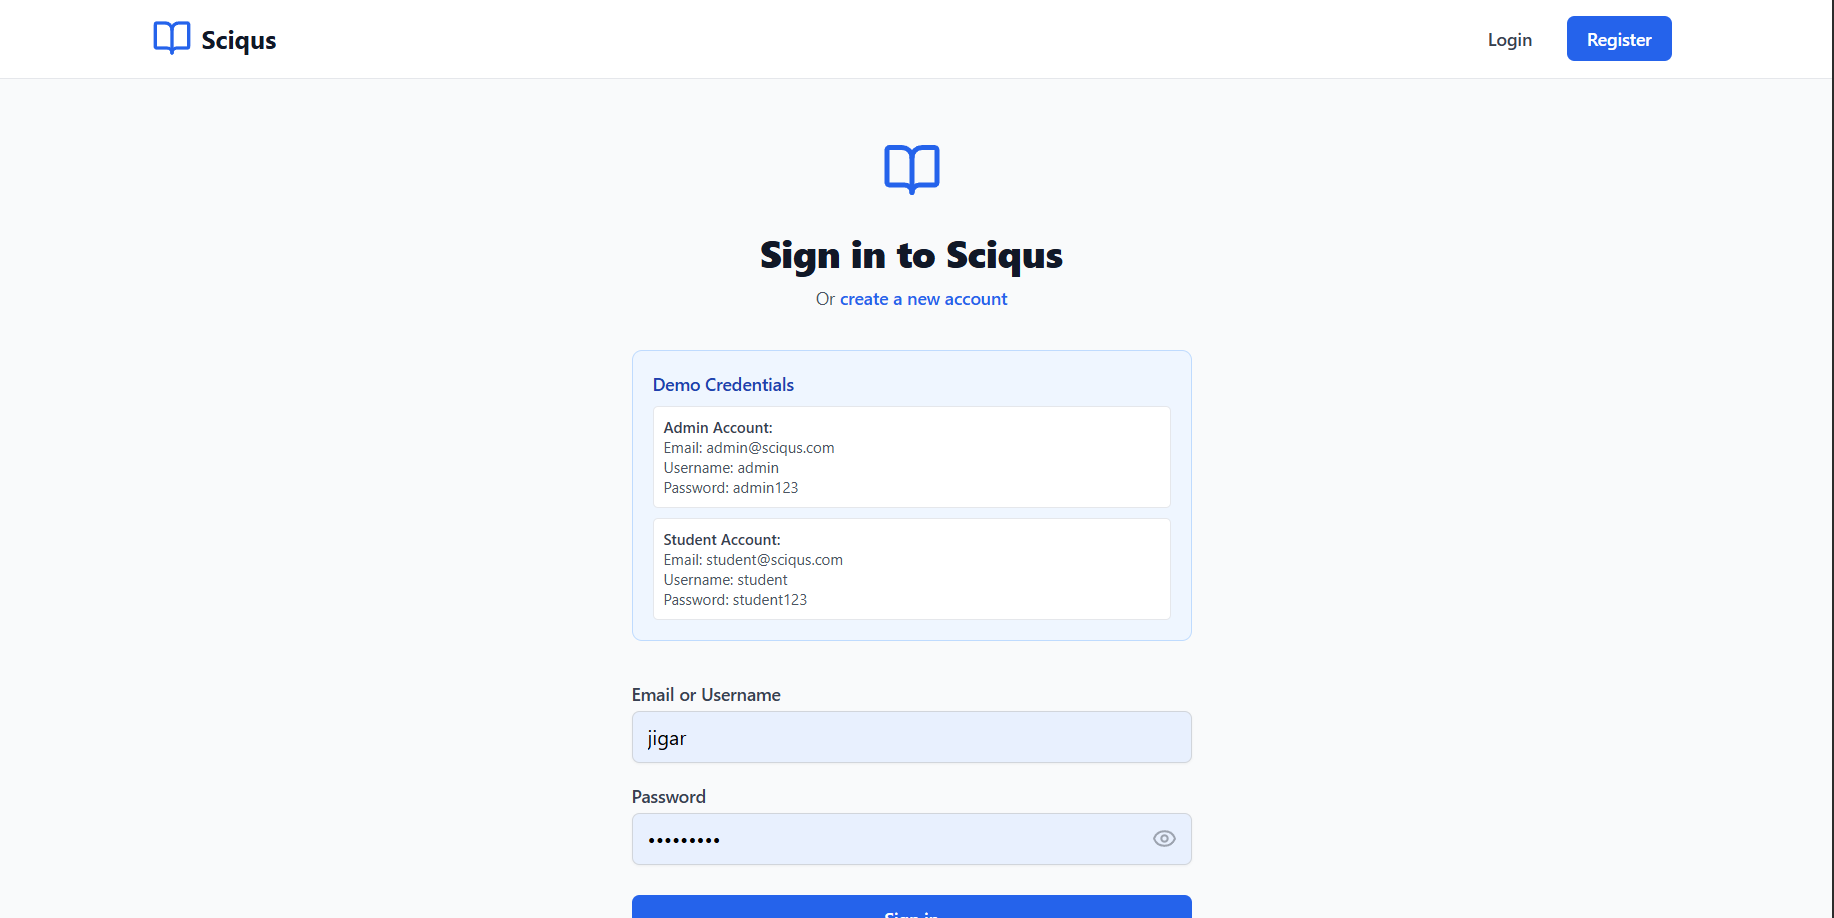 Sciqus
Login
Register
Sign in to Sciqus
Or create a new account
Demo Credentials
Admin Account:
Email: admin@sciqus.com
Username: admin
Password: admin123
Student Account:
Email: student@sciqus.com
Username: student
Password: student123
Email or Username
jigar
Password
•••••••••
Sign in